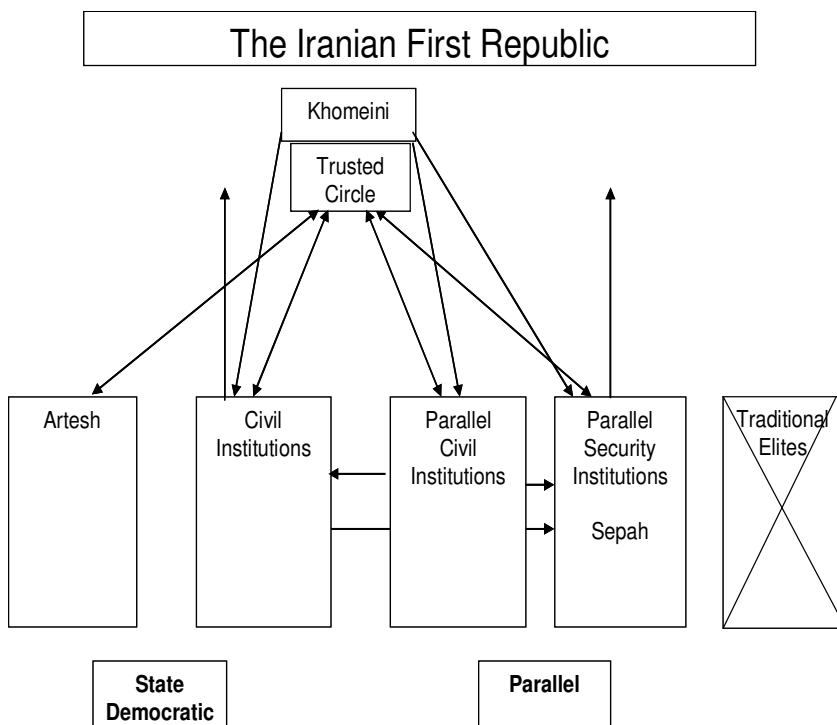 The Iranian First Republic
Khomeini
Trusted
Circle
Artesh
Civil
Institutions
Parallel
Civil
Institutions
Parallel
Security
Institutions
Sepah
Traditional
Elites
State
Democratic
Parallel